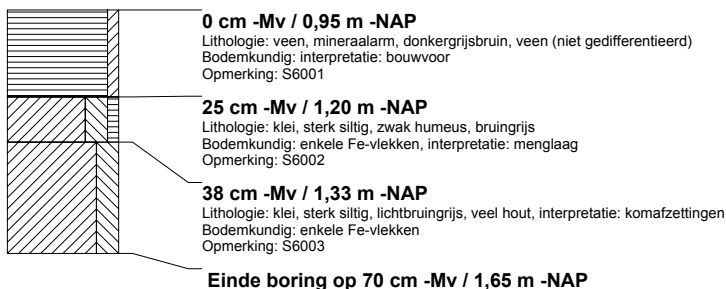 0 cm -Mv / 0,95 m -NAP
Lithologie: veen, mineraalarm, donkergrijsbruin, veen (niet gedifferentieerd)
Bodemkundig: interpretatie: bouwvoor
Opmerking: S6001
25 cm -Mv / 1,20 m -NAP
Lithologie: klei, sterk siltig, zwak humeus, bruingrijs
Bodemkundig: enkele Fe-vlekken, interpretatie: menglaag
Opmerking: S6002
38 cm -Mv / 1,33 m -NAP
Lithologie: klei, sterk siltig, lichtbruingrijs, veel hout, interpretatie: komafzettingen
Bodemkundig: enkele Fe-vlekken
Opmerking: S6003
Einde boring op 70 cm -Mv / 1,65 m -NAP